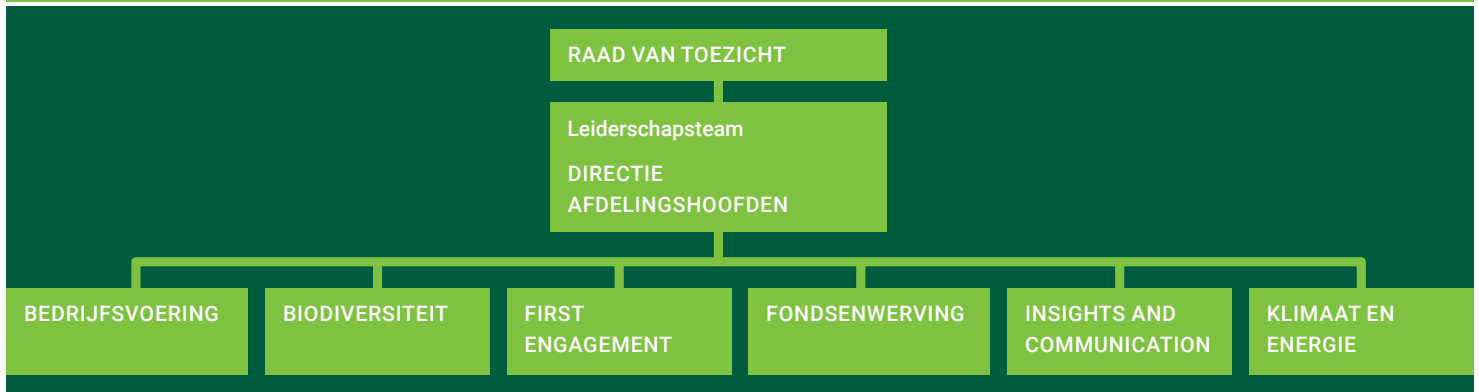 RAAD VAN TOEZICHT
Leiderschapsteam
DIRECTIE
AFDELINGSHOOFDEN
BEDRIJFSVOERING
BIODIVERSITEIT
FIRST
ENGAGEMENT
FONDSENWERVING
INSIGHTS AND
COMMUNICATION
KLIMAAT EN
ENERGIE